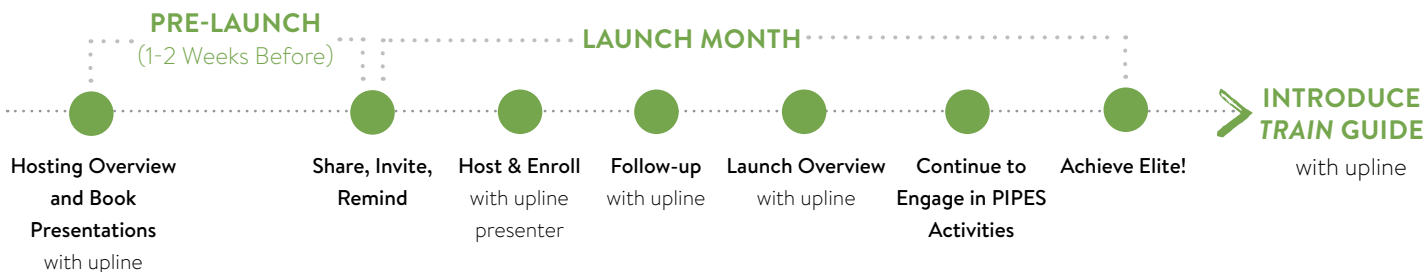 PRE-LAUNCH
(1-2 Weeks Before)
LAUNCH MONTH
Hosting Overview
and Book
Presentations
with upline
Share, Invite,
Remind
Host & Enroll
with upline
presenter
Follow-up
with upline
Launch Overview
with upline
Continue to
Engage in PIPES
Activities
Achieve Elite!
INTRODUCE
TRAIN GUIDE
with upline